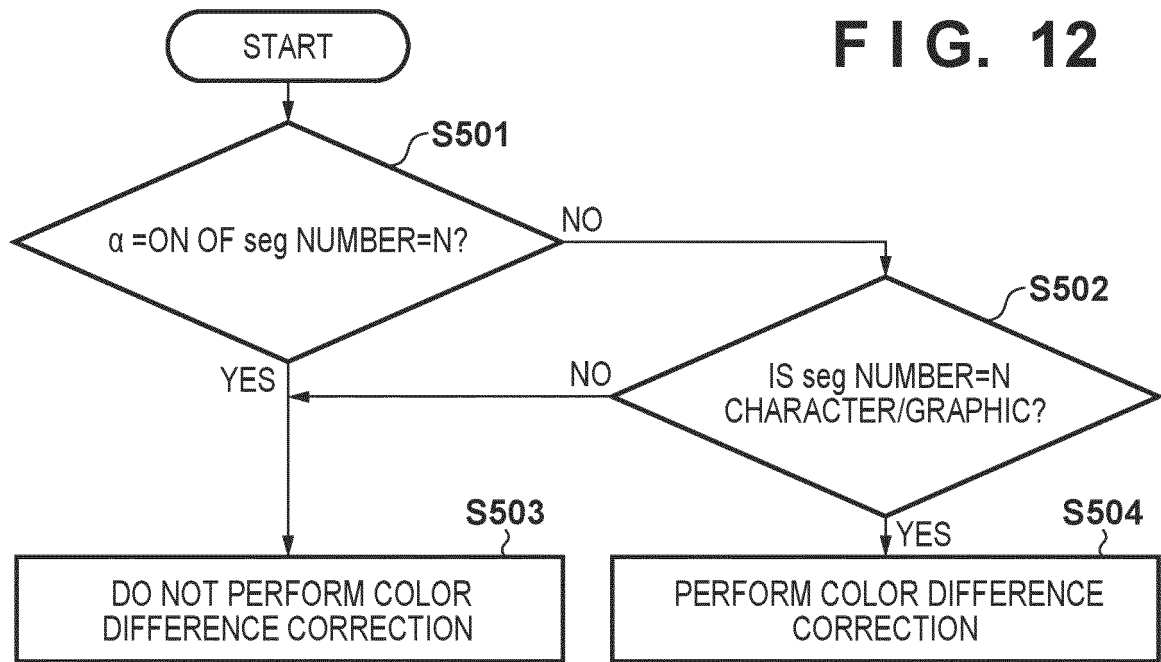 START
F I G. 12
S501
α =ON OF seg NUMBER=N?
NO
S502
YES
NO
IS seg NUMBER=N
CHARACTER/GRAPHIC?
S503
YES
S504
DO NOT PERFORM COLOR
DIFFERENCE CORRECTION
PERFORM COLOR DIFFERENCE
CORRECTION